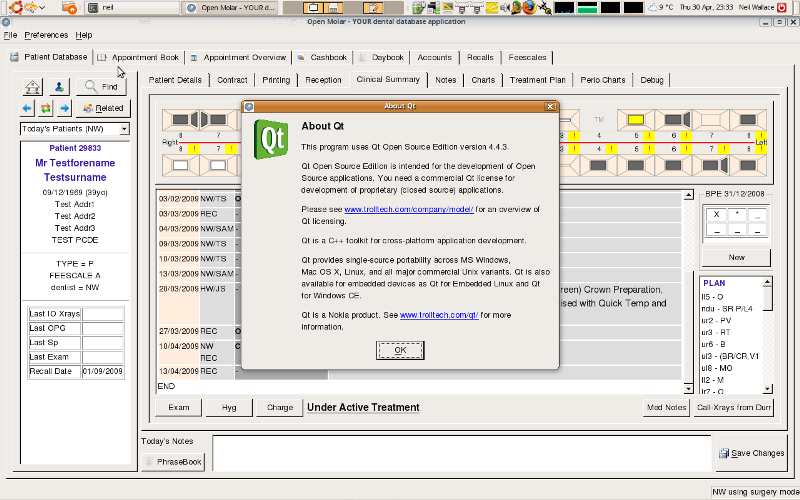 neil
Open Molar - YOUR d...
9 °C
Thu 30 Apr, 23:33
Neil Wallace
Open Molar - YOUR dental database application
File Preferences Help
Patient Database
Appointment Book
Appointment Overview
Cashbook
Daybook
Accounts
Recalls
Feescales
Find
Related
Today's Patients (NW)
Patient 29833
Mr Testforename
Testsurname
09/12/1969 (39yo)
Test Addr1
Test Addr2
Test Addr3
TEST PCDE
TYPE = P
FEESCALE A
dentist = NW
Last IO Xrays
Last OPG
Last Sp
Last Exam
Recall Date 01/09/2009
Patient Details
Contract
Printing
Reception
Clinical Summary
Notes
Charts
Treatment Plan
Perio Charts
Debug
TM
Right
8 7
4 5 6 7 8
Left
3 ! 4 5 ! 6 ! 7 ! 8 !
8 7
03/02/2009 NW/TS
03/03/2009 REC
04/03/2009 NW/SAM
09/03/2009 NW/TS
10/03/2009 NW/TS
13/03/2009 NW/SAM
20/03/2009 HW/JS
reen) Crown Preparation,
ised with Quick Temp and
27/03/2009 REC
10/04/2009 NW C
REC
13/04/2009 REC
END
About Qt
About Qt
Qt
This program uses Qt Open Source Edition version 4.4.3.
Qt Open Source Edition is intended for the development of Open
Source applications. You need a commercial Qt license for
development of proprietary (closed source) applications.
Please see www.trolltech.com/company/model/ for an overview of
Qt licensing.
Qt is a C++ toolkit for cross-platform application development.
Qt provides single-source portability across MS Windows,
Mac OS X, Linux, and all major commercial Unix variants. Qt is also
available for embedded devices as Qt for Embedded Linux and Qt
for Windows CE.
Qt is a Nokia product. See www.trolltech.com/qt/ for more
information.
OK
BPE 31/12/2008
X * _
_ _ _
New
PLAN
ll5 - O
ndu - SR P/L4
ur2 - PV
ur3 - RT
ur6 - B
ul3 - (BR/CR,V1
ul8 - MO
ll2 - M
lr7 - O
Exam
Hyg
Charge
Under Active Treatment
Med Notes
Call-Xrays from Durr
Today's Notes
PhraseBook
Save Changes
NW using surgery mode